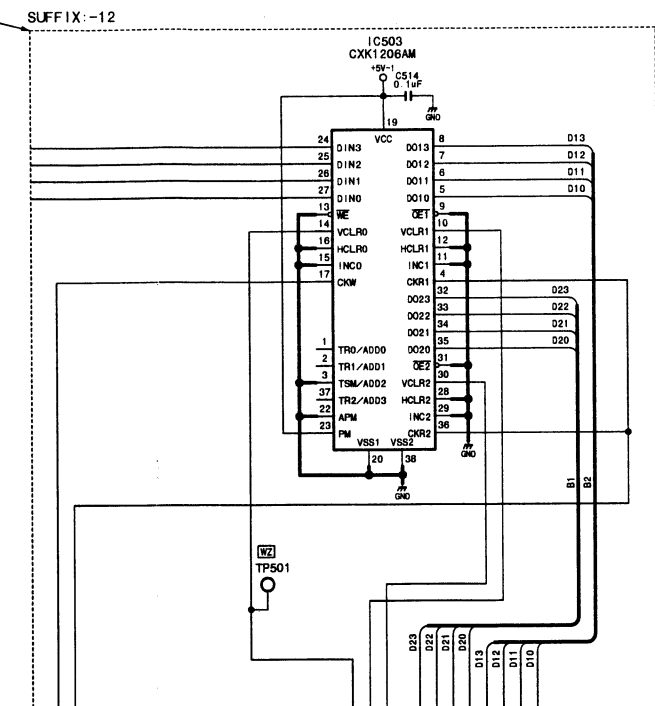 SUFFIX:-12
IC503
CXK1206AM
+5V-1
C514
0.1uF
GND
19
VCC
24 DIN3 DO13 8 D13
25 DIN2 DO12 7 D12
26 DIN1 DO11 6 D11
27 DIN0 DO10 5 D10
13 WE OE1 9
14 VCLR0 VCLR1 10
16 HCLR0 HCLR1 12
15 INC0 INC1 11
17 CKW CKR1 4
DO23 32 D23
DO22 33 D22
DO21 34 D21
1 TR0/ADD0 DO20 35 D20
2 TR1/ADD1 OE2 31
3 TSM/ADD2 VCLR2 30
37 TR2/ADD3 HCLR2 28
22 APM INC2 29
23 PM CKR2 36
VSS1 VSS2
20 38
GND
GND
B1
B2
WZ
TP501
D23
D22
D21
D20
D13
D12
D11
D10